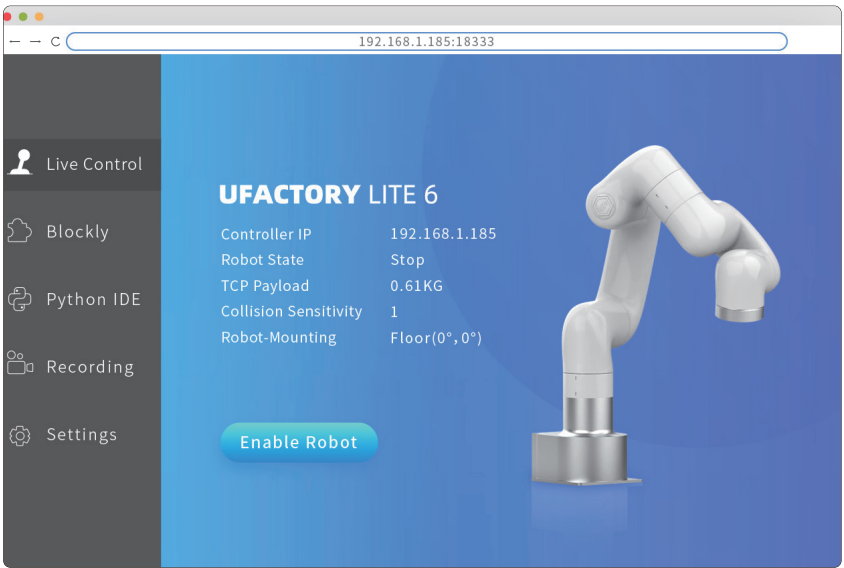 192.168.1.185:18333
Live Control
Blockly
Python IDE
Recording
Settings
UFACTORY LITE 6
Controller IP 192.168.1.185
Robot State Stop
TCP Payload 0.61KG
Collision Sensitivity 1
Robot-Mounting Floor(0°, 0°)
Enable Robot